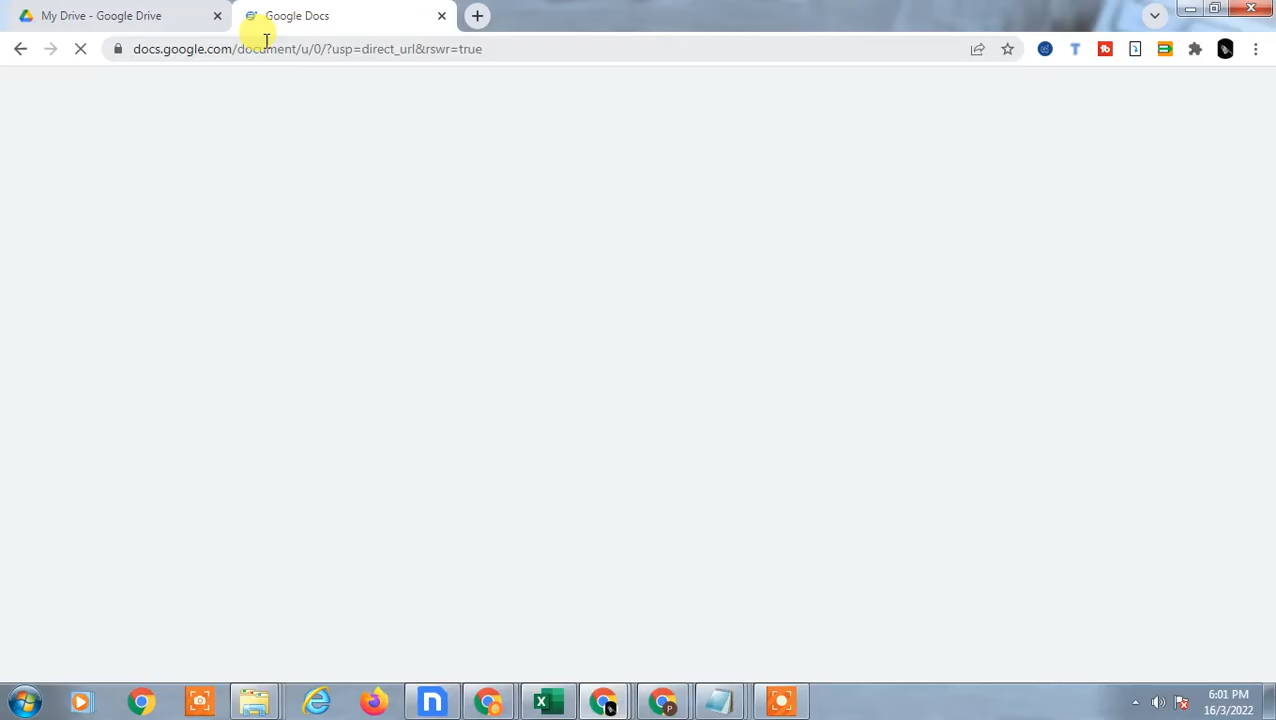 My Drive - Google Drive
Google Docs
docs.google.com/document/u/0/?usp=direct_url&rswr=true
6:01 PM
16/3/2022